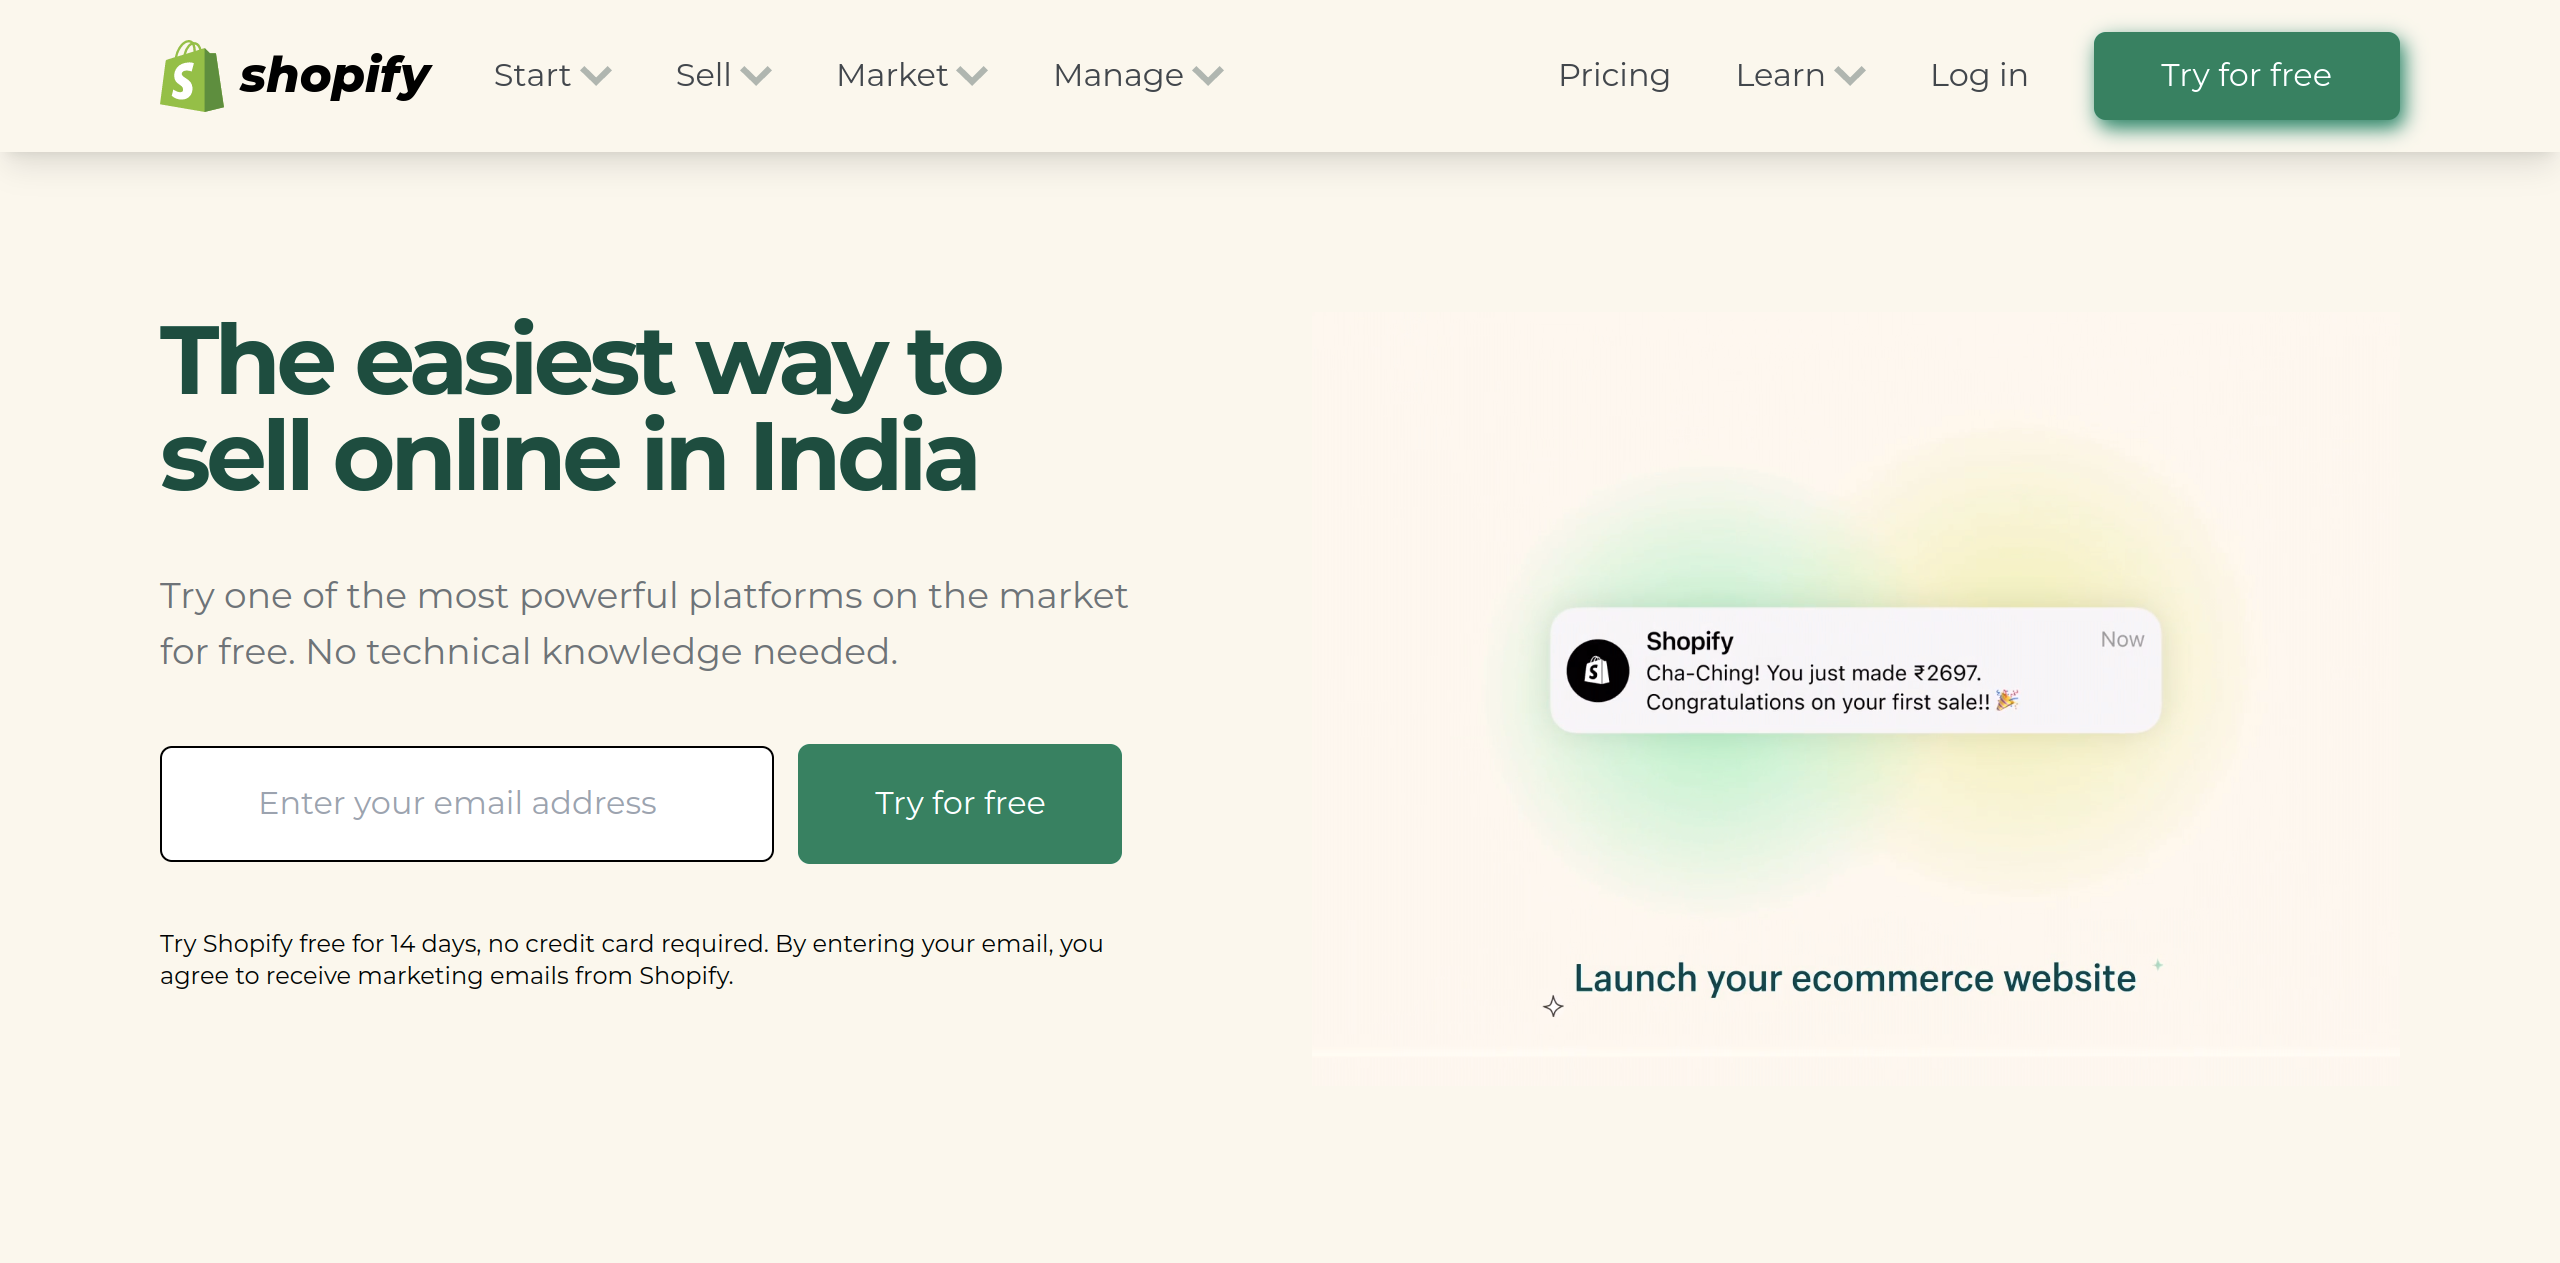 shopify
Start
Sell
Market
Manage
Pricing
Learn
Log in
Try for free
The easiest way to
sell online in India
Try one of the most powerful platforms on the market
for free. No technical knowledge needed.
Enter your email address
Try for free
Try Shopify free for 14 days, no credit card required. By entering your email, you
agree to receive marketing emails from Shopify.
Shopify
Now
Cha-Ching! You just made ₹2697.
Congratulations on your first sale!! 🎉
Launch your ecommerce website